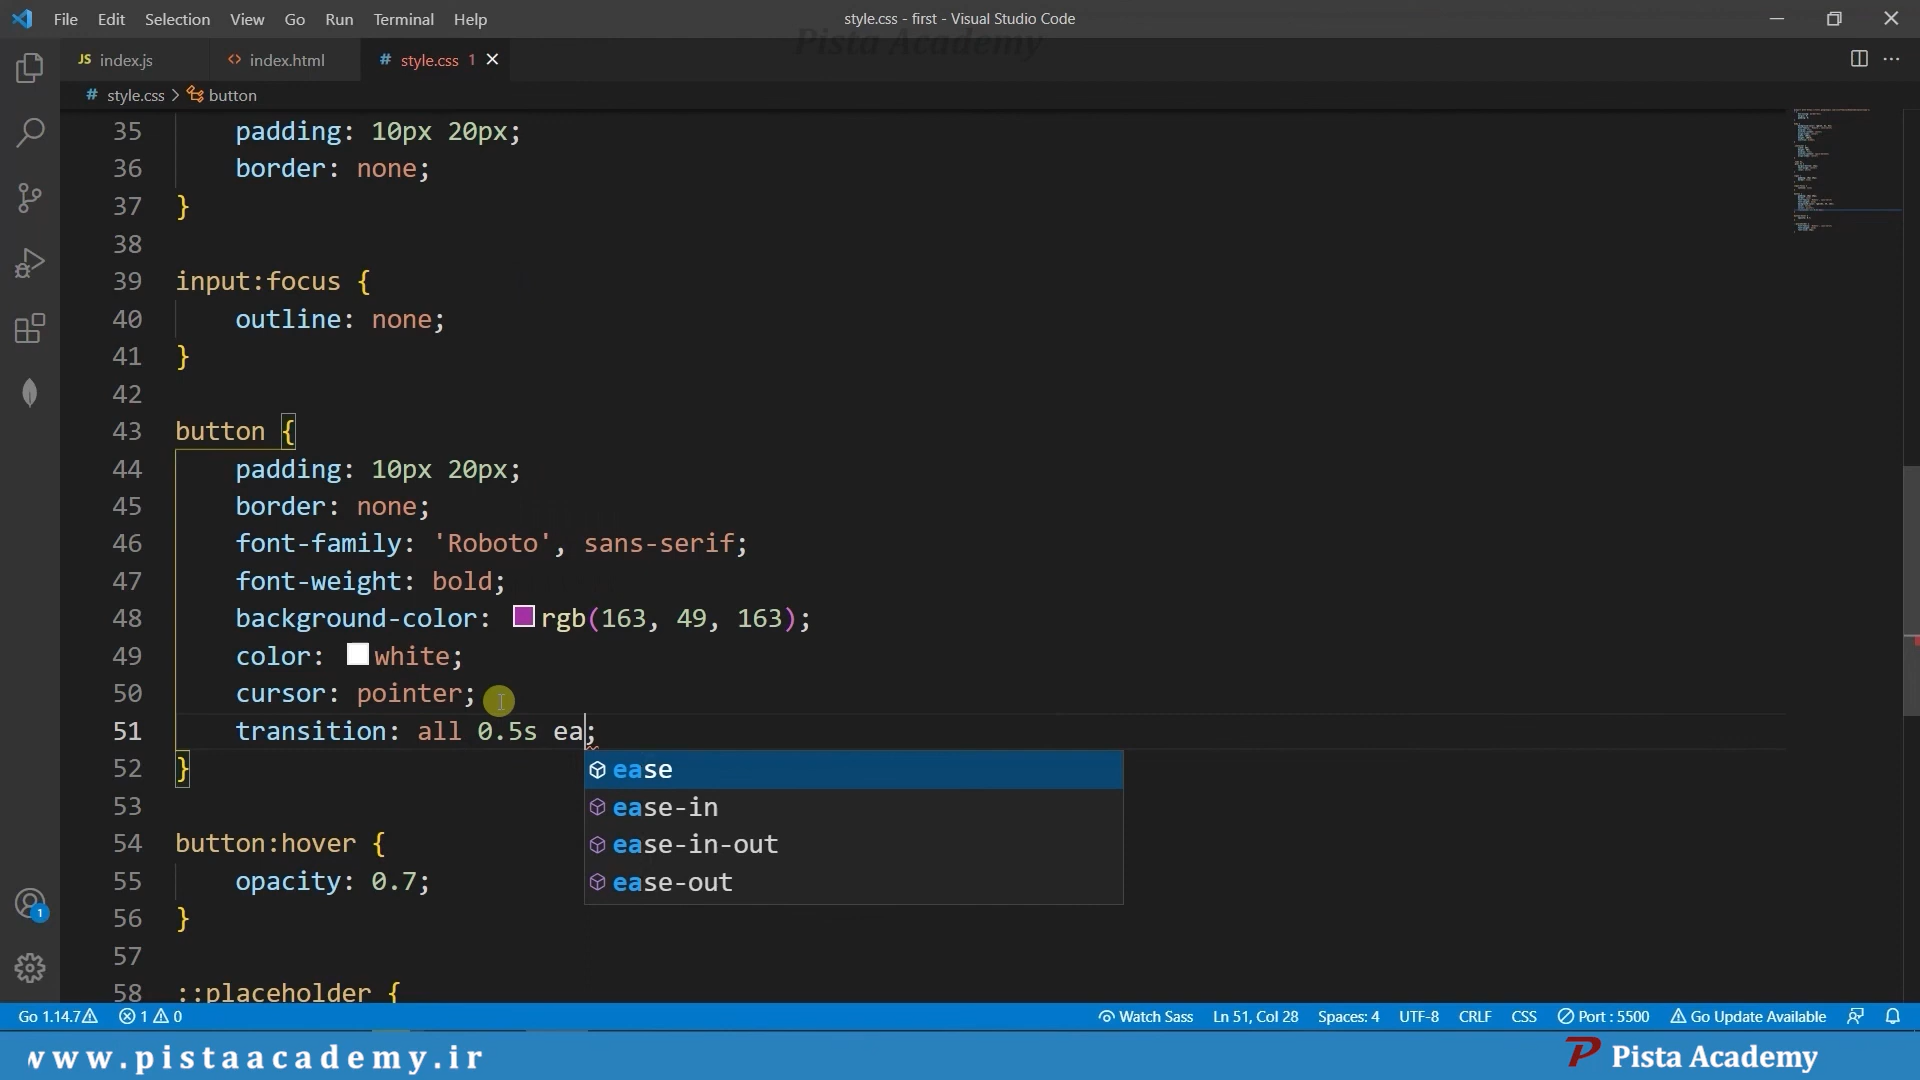 File Edit Selection View Go Run Terminal Help
style.css - first - Visual Studio Code
Pista Academy
JS index.js
<> index.html
# style.css 1
# style.css > button
35 padding: 10px 20px;
36 border: none;
37 }
38
39 input:focus {
40 outline: none;
41 }
42
43 button {
44 padding: 10px 20px;
45 border: none;
46 font-family: 'Roboto', sans-serif;
47 font-weight: bold;
48 background-color: rgb(163, 49, 163);
49 color: white;
50 cursor: pointer;
51 transition: all 0.5s ea;
52 }
ease
ease-in
ease-in-out
ease-out
53
54 button:hover {
55 opacity: 0.7;
56 }
57
58 ::placeholder {
1
Go 1.14.7 1 0 Watch Sass Ln 51, Col 28 Spaces: 4 UTF-8 CRLF CSS Port : 5500 Go Update Available
www.pistaacademy.ir
Pista Academy